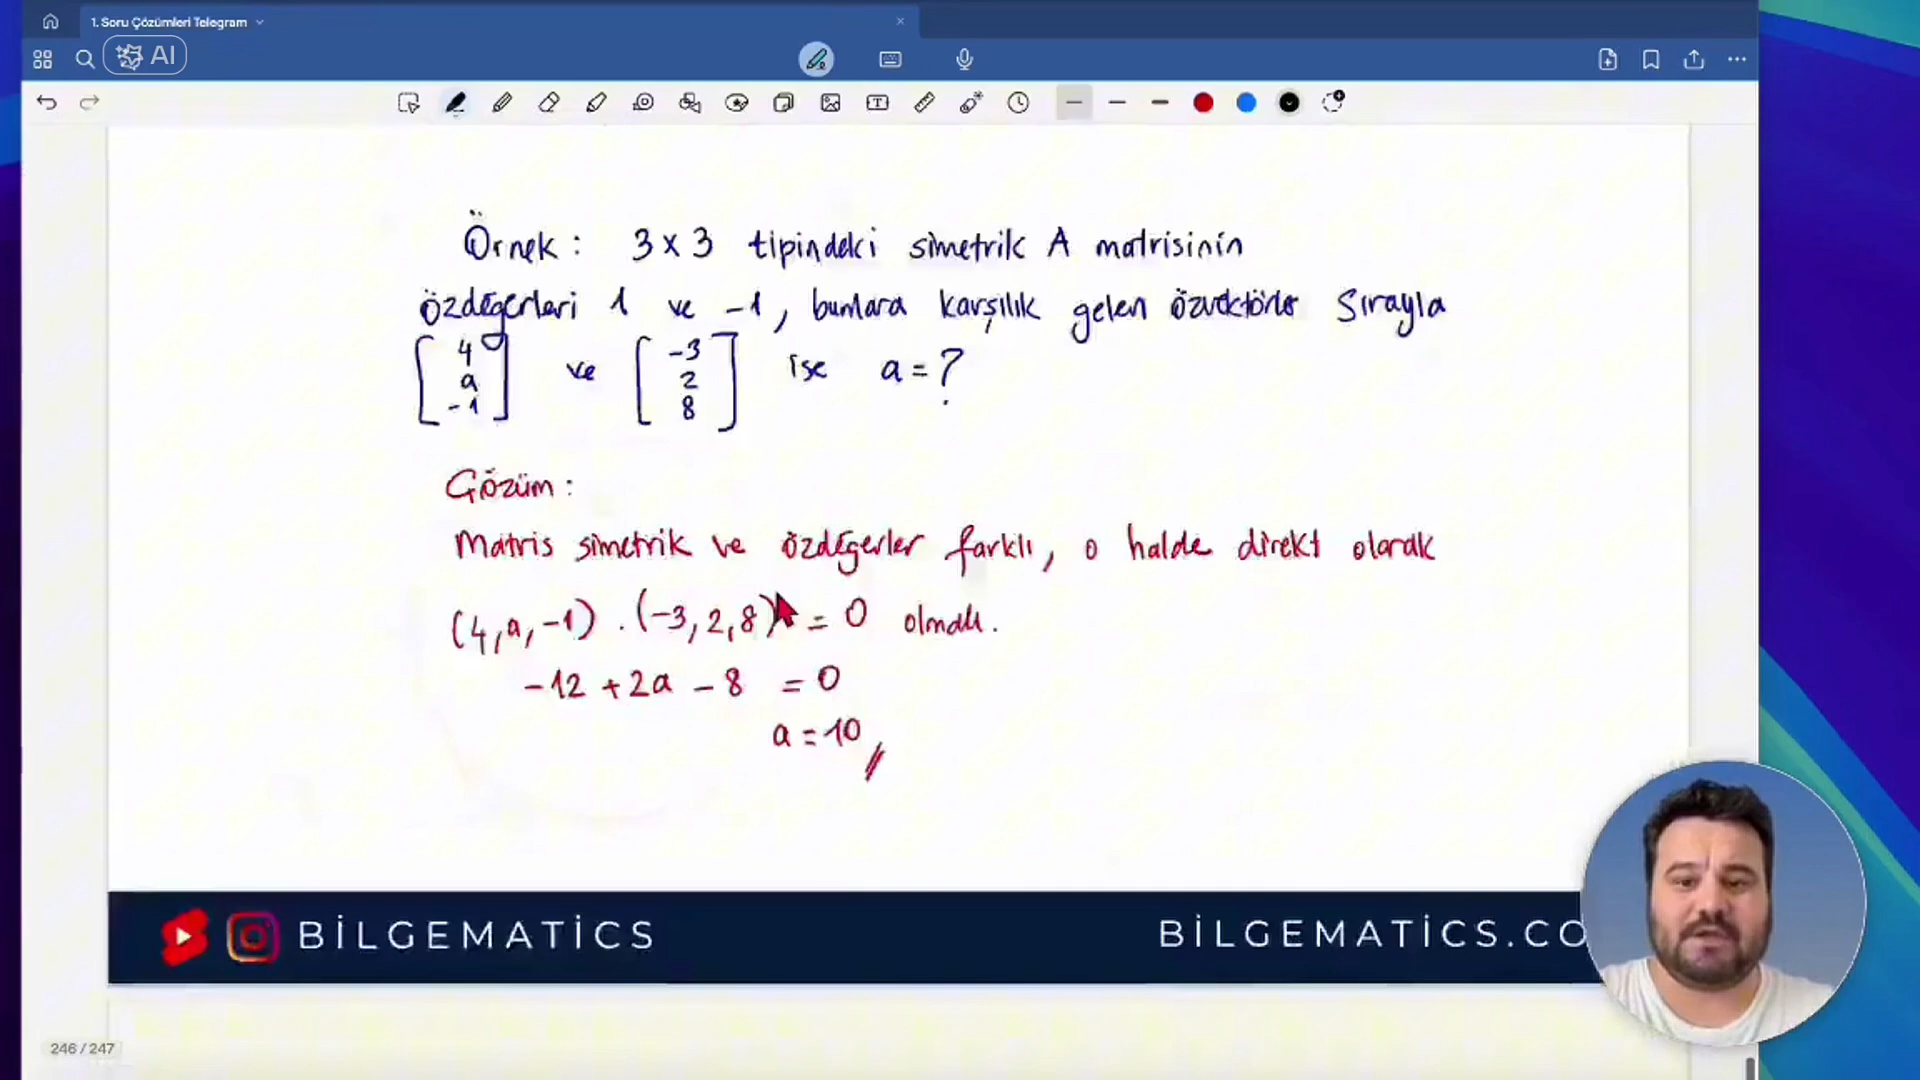 1. Soru Çözümleri Telegram
AI
Örnek : 3 x 3 tipindeki simetrik A matrisinin
özdeğerleri 1 ve -1, bunlara karşılık gelen özvektörler sırayla
[4 a -1] ve [-3 2 8] ise a = ?
Çözüm :
Matris simetrik ve özdeğerler farklı, o halde direkt olarak
(4, a, -1) . (-3, 2, 8) = 0 olmalı.
-12 + 2a - 8 = 0
a = 10 //
BİLGEMATİCS
BİLGEMATİCS.CO
246 / 247